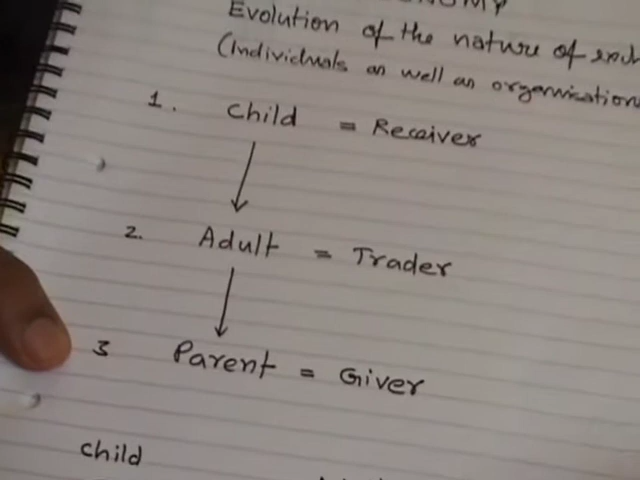 Evolution of the nature of
(Individuals as well as organisation
1. Child = Receiver
2. Adult = Trader
3 Parent = Giver
child